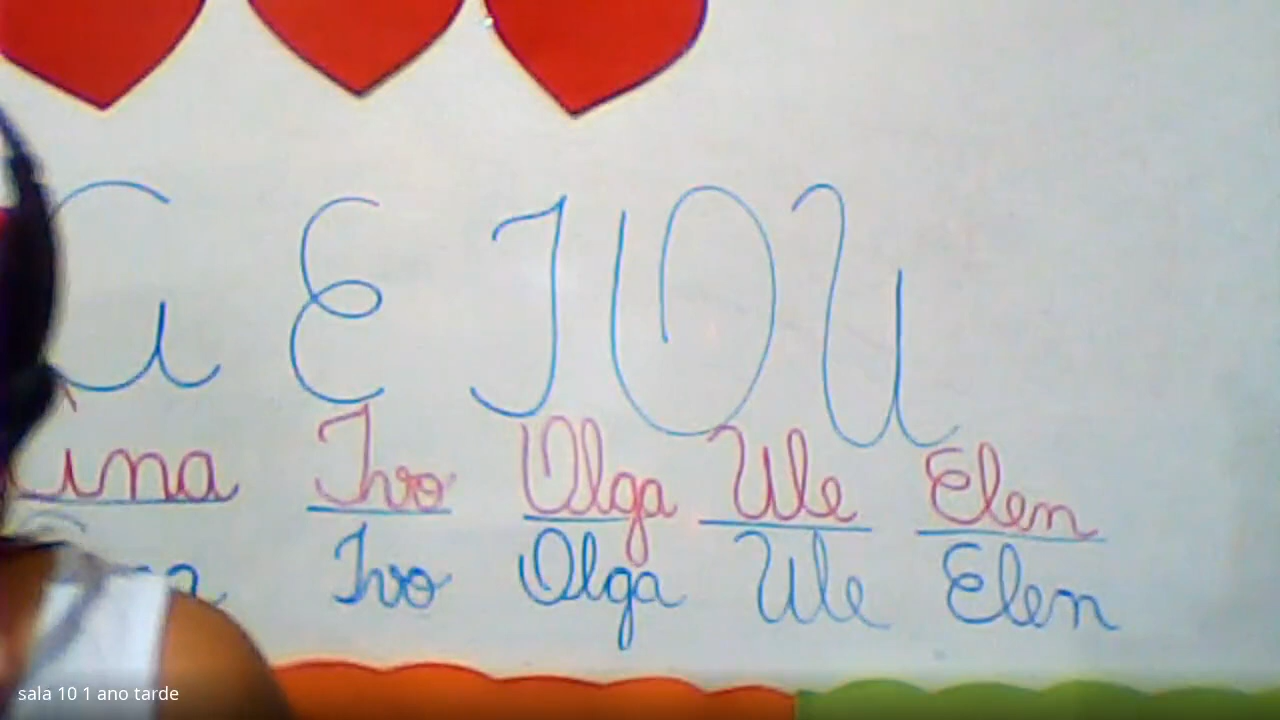 A E I O U
Ivo Olga Ule Elen
Ivo Olga Ule Elen
sala 10 1 ano tarde